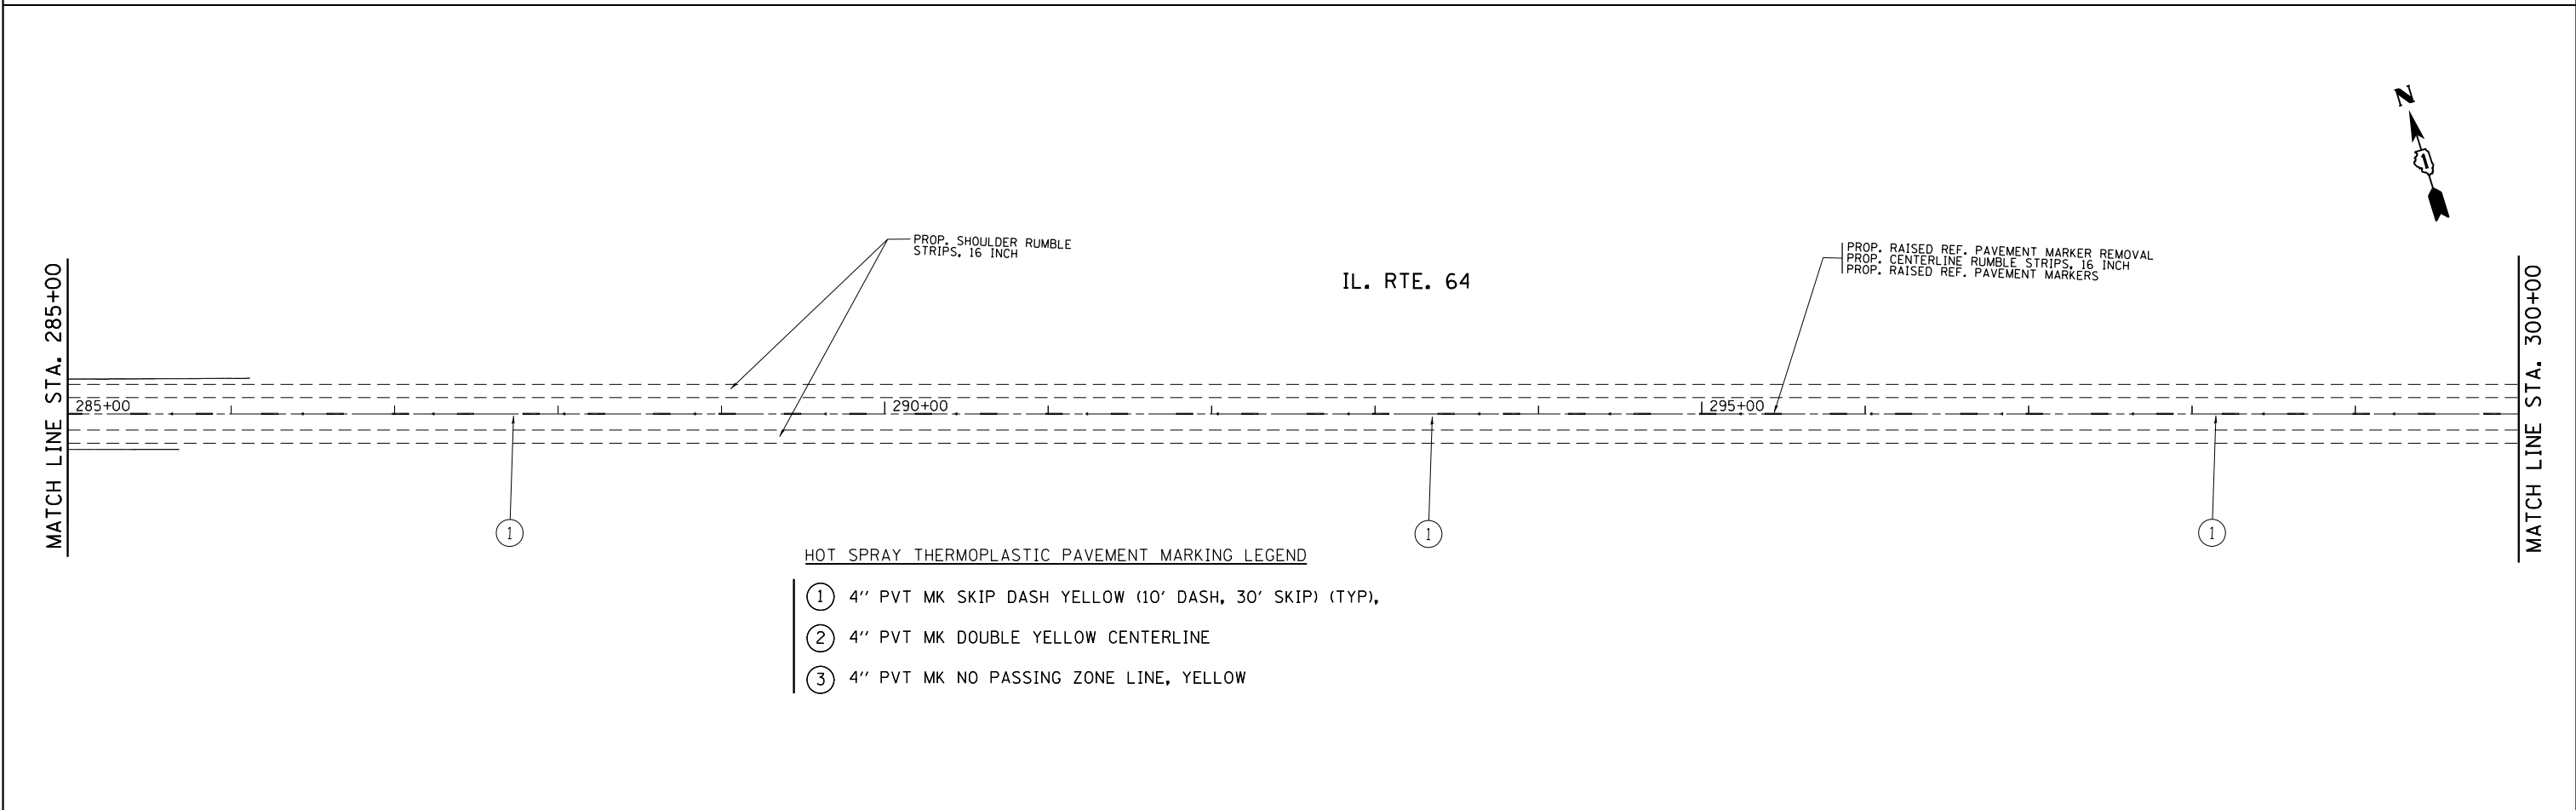 N
1
PROP. SHOULDER RUMBLE
STRIPS, 16 INCH
IL. RTE. 64
PROP. RAISED REF. PAVEMENT MARKER REMOVAL
PROP. CENTERLINE RUMBLE STRIPS, 16 INCH
PROP. RAISED REF. PAVEMENT MARKERS
MATCH LINE STA. 285+00
285+00
290+00
295+00
MATCH LINE STA. 300+00
1
1
1
HOT SPRAY THERMOPLASTIC PAVEMENT MARKING LEGEND
1 4'' PVT MK SKIP DASH YELLOW (10' DASH, 30' SKIP) (TYP),
2 4'' PVT MK DOUBLE YELLOW CENTERLINE
3 4'' PVT MK NO PASSING ZONE LINE, YELLOW